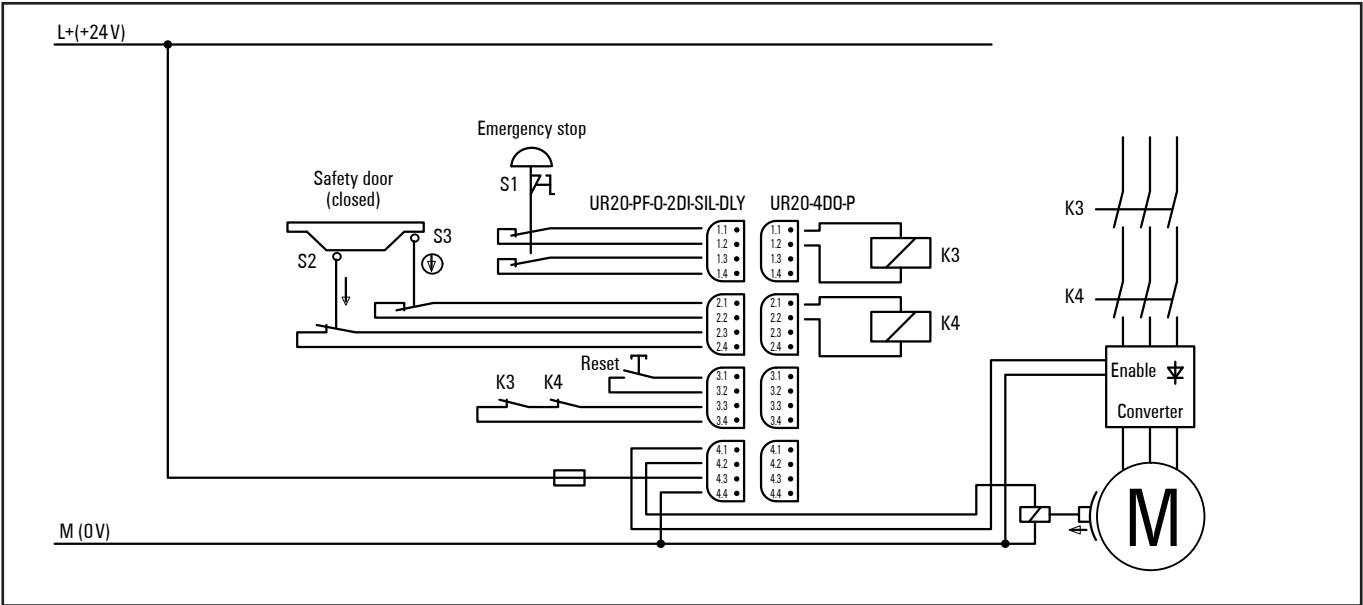 L+(+24 V)
Emergency stop
S1
Safety door
(closed)
S3
S2
UR20-PF-O-2DI-SIL-DLY UR20-4DO-P
1.1
1.2
1.3
1.4
1.1
1.2
1.3
1.4
K3
2.1
2.2
2.3
2.4
2.1
2.2
2.3
2.4
K4
Reset
K3 K4
3.1
3.2
3.3
3.4
3.1
3.2
3.3
3.4
4.1
4.2
4.3
4.4
4.1
4.2
4.3
4.4
K3
K4
Enable
Converter
M
M (0 V)